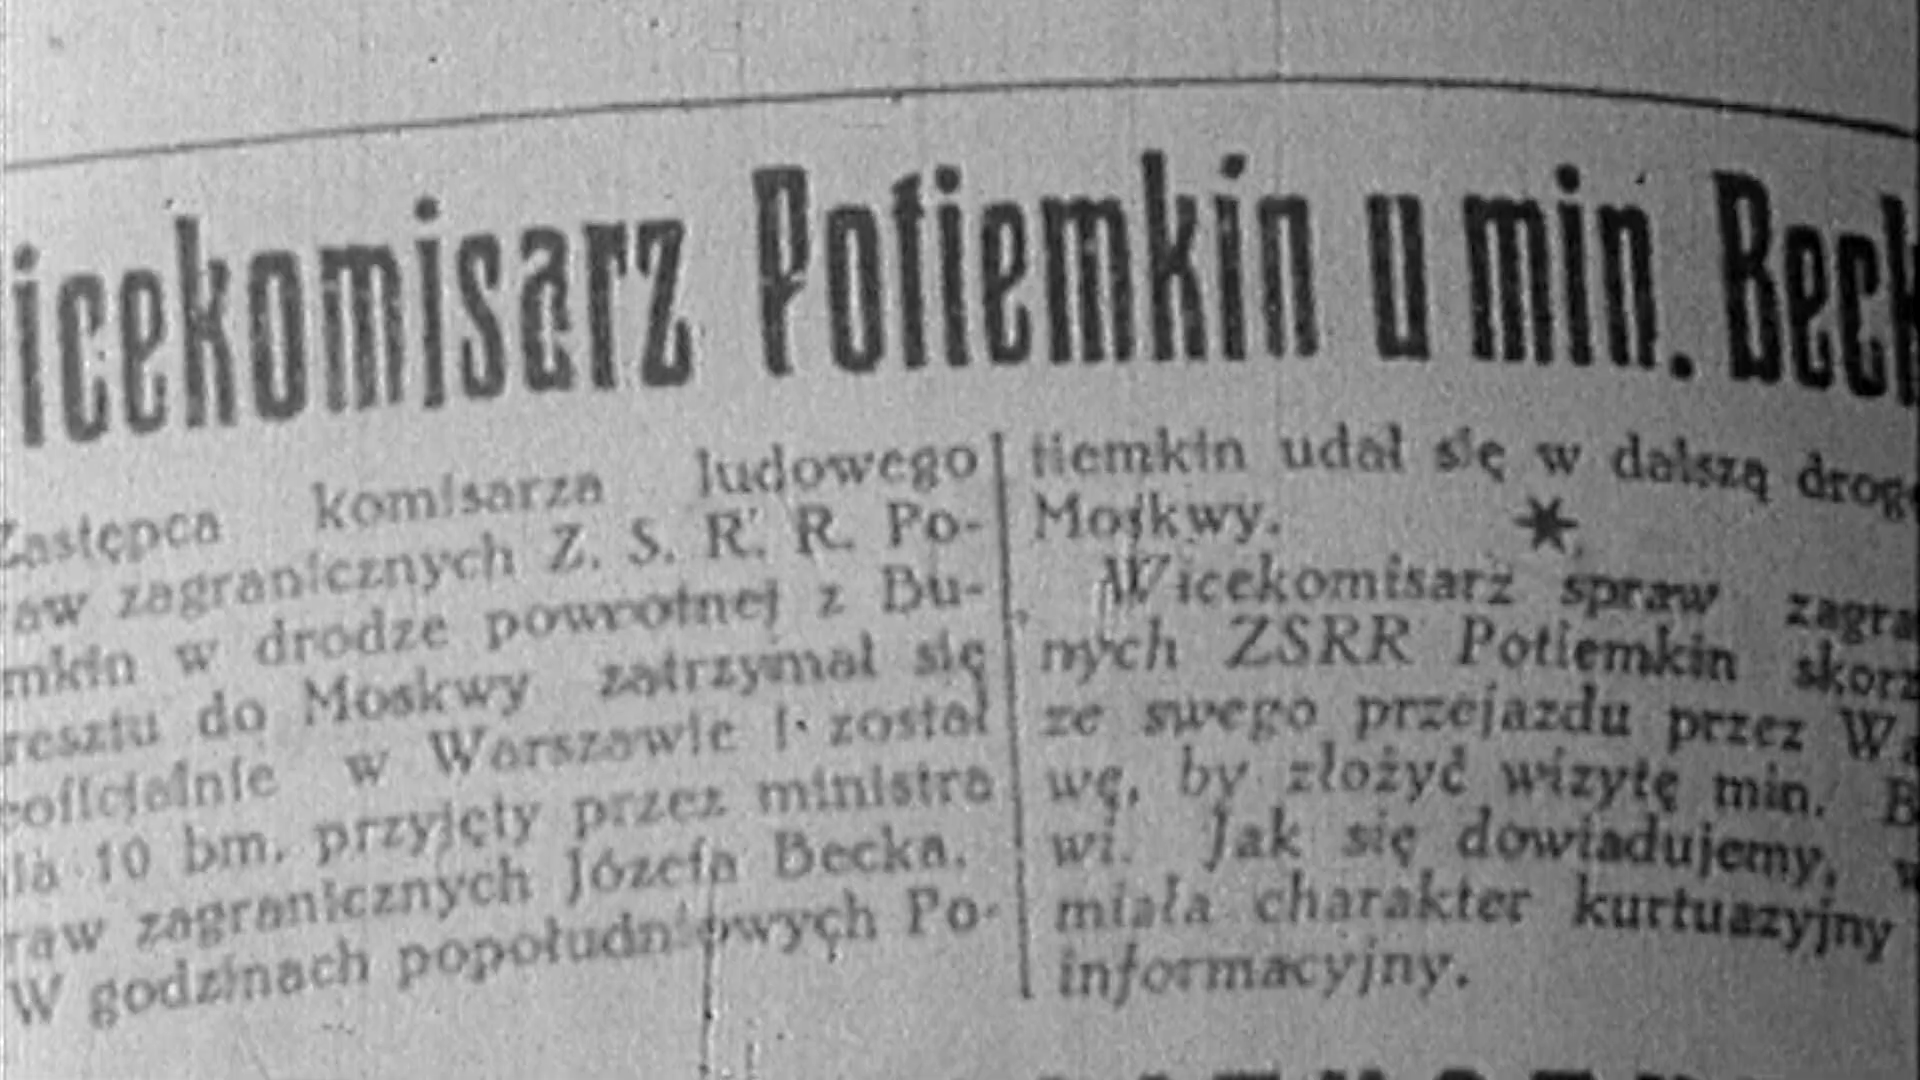 icekomisarz Potiemkin u min. Beck
Zastępca komisarza ludowego
raw zagranicznych Z. S. R. R. Po-
mkin w drodze powrotnej z Bu-
resztu do Moskwy zatrzymał się
eoficjalnie w Warszawie i został
nia 10 bm. przyjęty przez ministra
raw zagranicznych Józefa Becka.
W godzinach popołudniowych Po-
tiemkin udał się w dalszą drogę
Moskwy.
*
Wicekomisarz spraw zagra
nych ZSRR Potiemkin skorz
ze swego przejazdu przez Wa
wę, by złożyć wizytę min. B
wi. Jak się dowiadujemy, w
miała charakter kurtuazyjny
informacyjny.